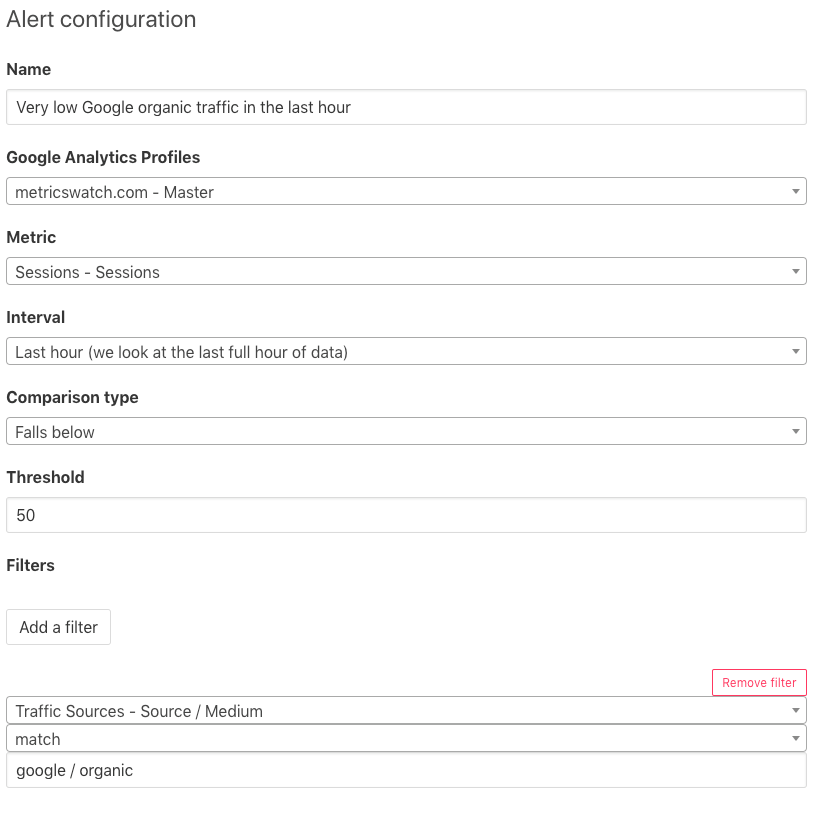 Alert configuration
Name
Very low Google organic traffic in the last hour
Google Analytics Profiles
metricswatch.com - Master
Metric
Sessions - Sessions
Interval
Last hour (we look at the last full hour of data)
Comparison type
Falls below
Threshold
50
Filters
Add a filter
Remove filter
Traffic Sources - Source / Medium
match
google / organic